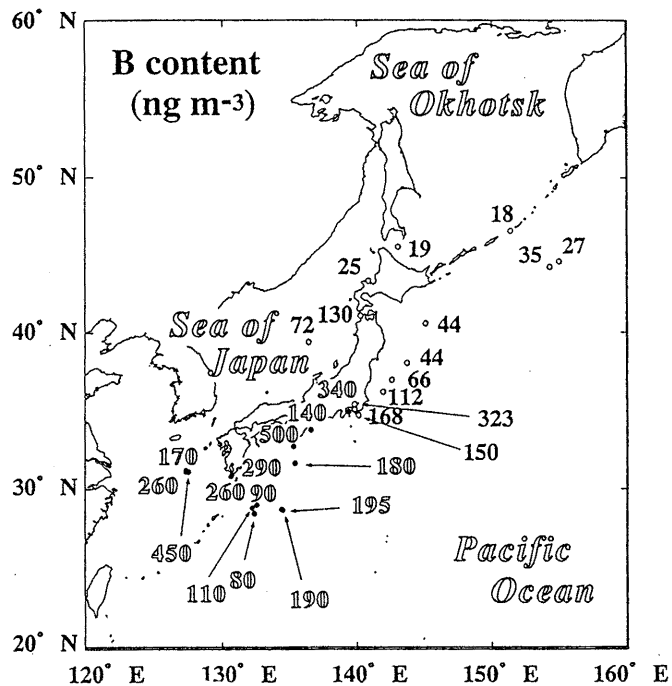 60° N
B content
(ng m-3)
Sea of
Okhotsk
50° N
18
19
35
27
25
130
44
40° N
Sea of
Japan
72
44
66
340
112
140
168
323
500
150
170
290
180
260
30° N
260
90
195
450
110
80
190
Pacific
Ocean
20° N
120° E
130° E
140° E
150° E
160° E